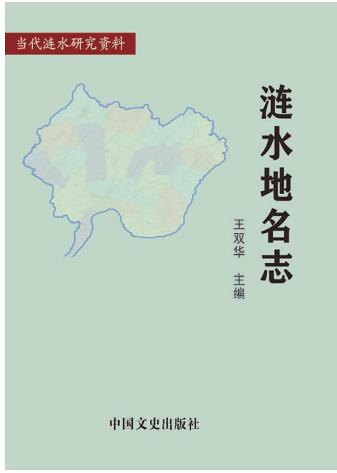 当代涟水研究资料
涟水地名志
王双华 主编
中国文史出版社